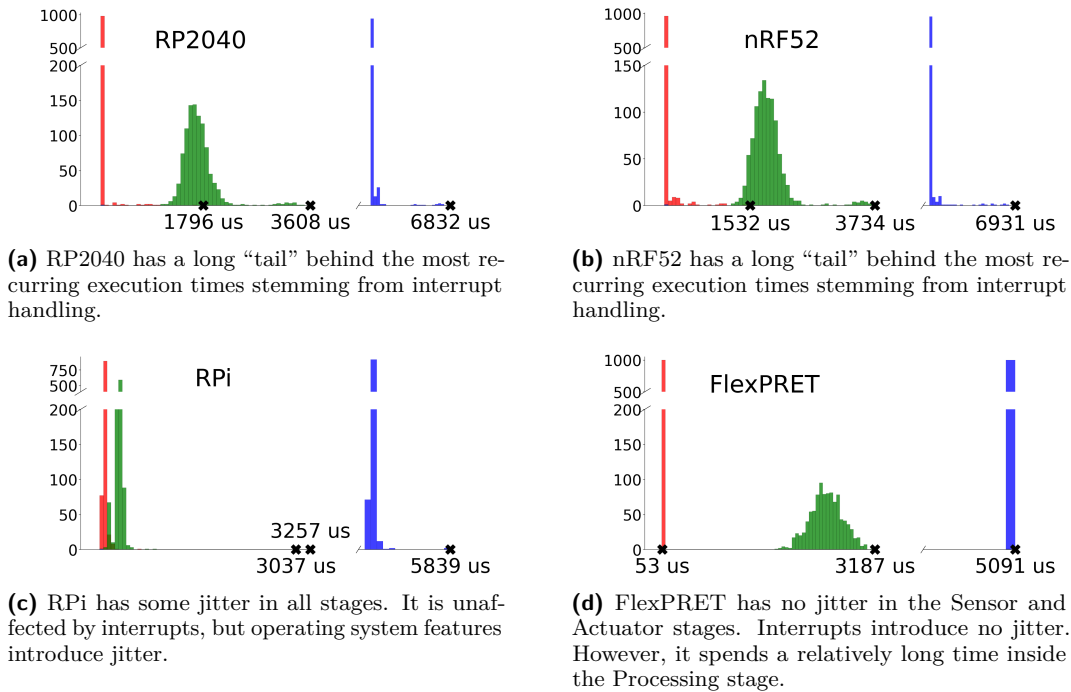 1000
500
200
150
100
50
0
RP2040
1796 us
3608 us
6832 us
1000
500
150
100
50
0
nRF52
1532 us
3734 us
6931 us
(a) RP2040 has a long “tail” behind the most re-
curring execution times stemming from interrupt
handling.
(b) nRF52 has a long “tail” behind the most re-
curring execution times stemming from interrupt
handling.
750
500
200
150
100
50
0
RPi
3257 us
3037 us
5839 us
1000
500
200
150
100
50
0
FlexPRET
53 us
3187 us
5091 us
(c) RPi has some jitter in all stages. It is unaf-
fected by interrupts, but operating system features
introduce jitter.
(d) FlexPRET has no jitter in the Sensor and
Actuator stages. Interrupts introduce no jitter.
However, it spends a relatively long time inside
the Processing stage.